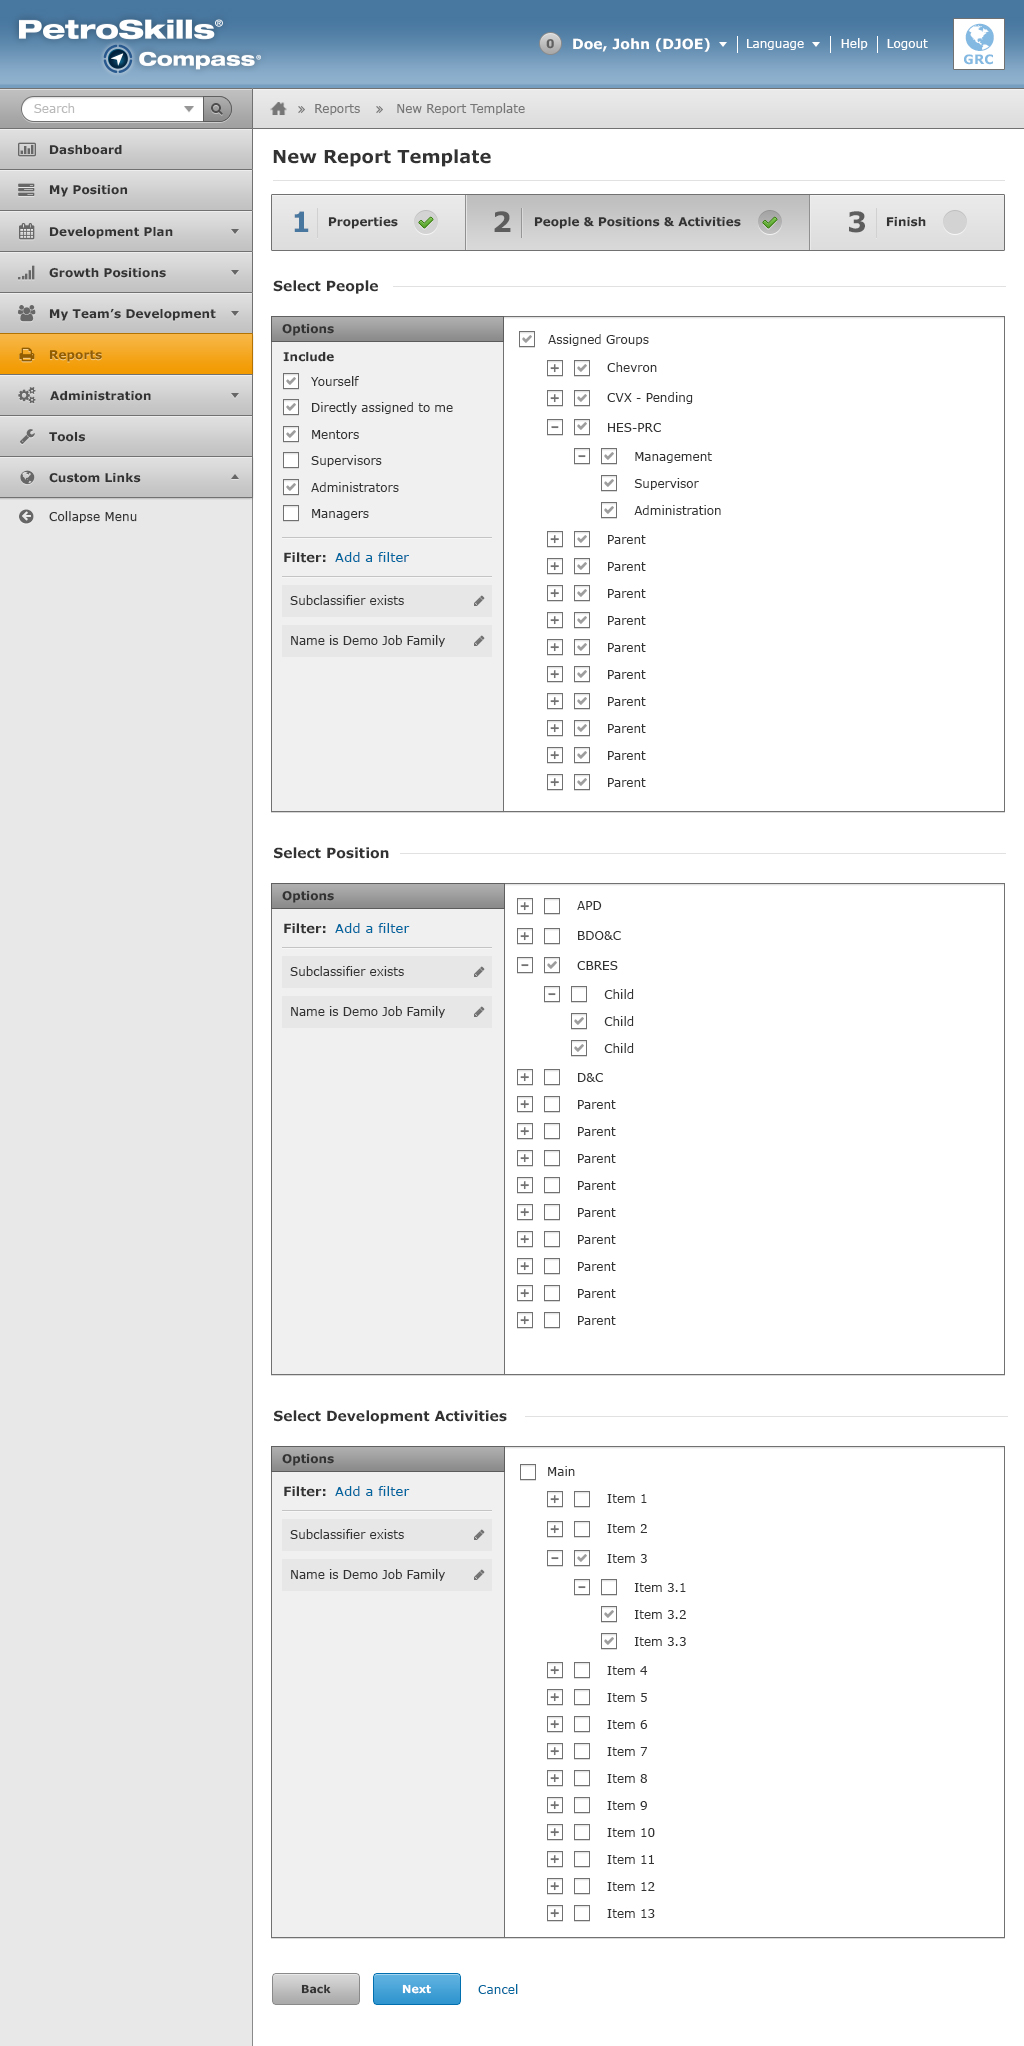 PetroSkills®
Compass®
0 Doe, John (DJOE) Language Help Logout
GRC
Search
» Reports » New Report Template
Dashboard
My Position
Development Plan
Growth Positions
My Team's Development
Reports
Administration
Tools
Custom Links
Collapse Menu
New Report Template
1 Properties 2 People & Positions & Activities 3 Finish
Select People
Options
Include
Yourself
Directly assigned to me
Mentors
Supervisors
Administrators
Managers
Filter: Add a filter
Subclassifier exists
Name is Demo Job Family
Assigned Groups
Chevron
CVX - Pending
HES-PRC
Management
Supervisor
Administration
Parent
Parent
Parent
Parent
Parent
Parent
Parent
Parent
Parent
Parent
Select Position
Options
Filter: Add a filter
Subclassifier exists
Name is Demo Job Family
APD
BDO&C
CBRES
Child
Child
Child
D&C
Parent
Parent
Parent
Parent
Parent
Parent
Parent
Parent
Parent
Select Development Activities
Options
Filter: Add a filter
Subclassifier exists
Name is Demo Job Family
Main
Item 1
Item 2
Item 3
Item 3.1
Item 3.2
Item 3.3
Item 4
Item 5
Item 6
Item 7
Item 8
Item 9
Item 10
Item 11
Item 12
Item 13
Back Next Cancel